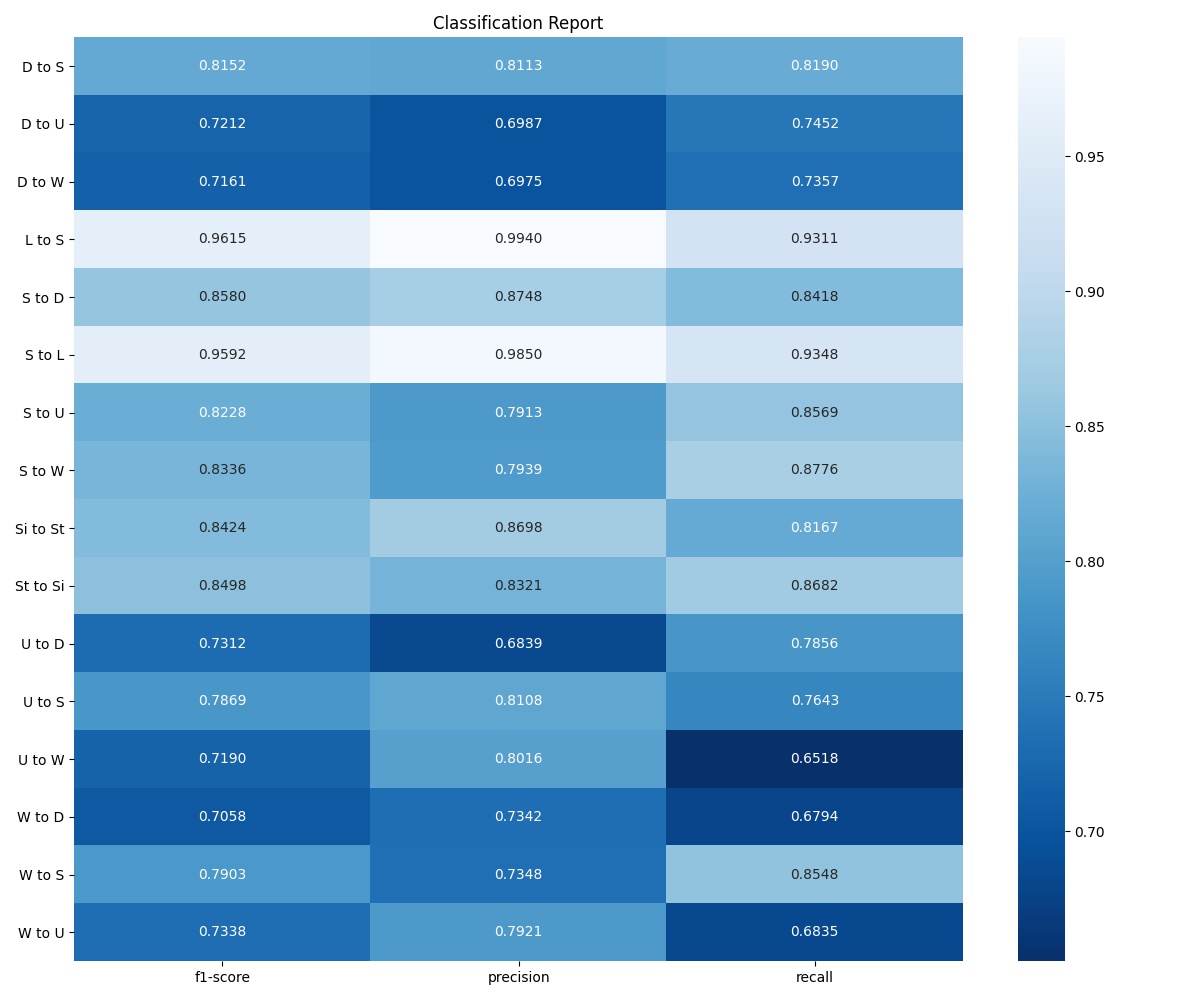 Classification Report
D to S 0.8152 0.8113 0.8190
D to U 0.7212 0.6987 0.7452
D to W 0.7161 0.6975 0.7357
L to S 0.9615 0.9940 0.9311
S to D 0.8580 0.8748 0.8418
S to L 0.9592 0.9850 0.9348
S to U 0.8228 0.7913 0.8569
S to W 0.8336 0.7939 0.8776
Si to St 0.8424 0.8698 0.8167
St to Si 0.8498 0.8321 0.8682
U to D 0.7312 0.6839 0.7856
U to S 0.7869 0.8108 0.7643
U to W 0.7190 0.8016 0.6518
W to D 0.7058 0.7342 0.6794
W to S 0.7903 0.7348 0.8548
W to U 0.7338 0.7921 0.6835
f1-score precision recall
0.95
0.90
0.85
0.80
0.75
0.70